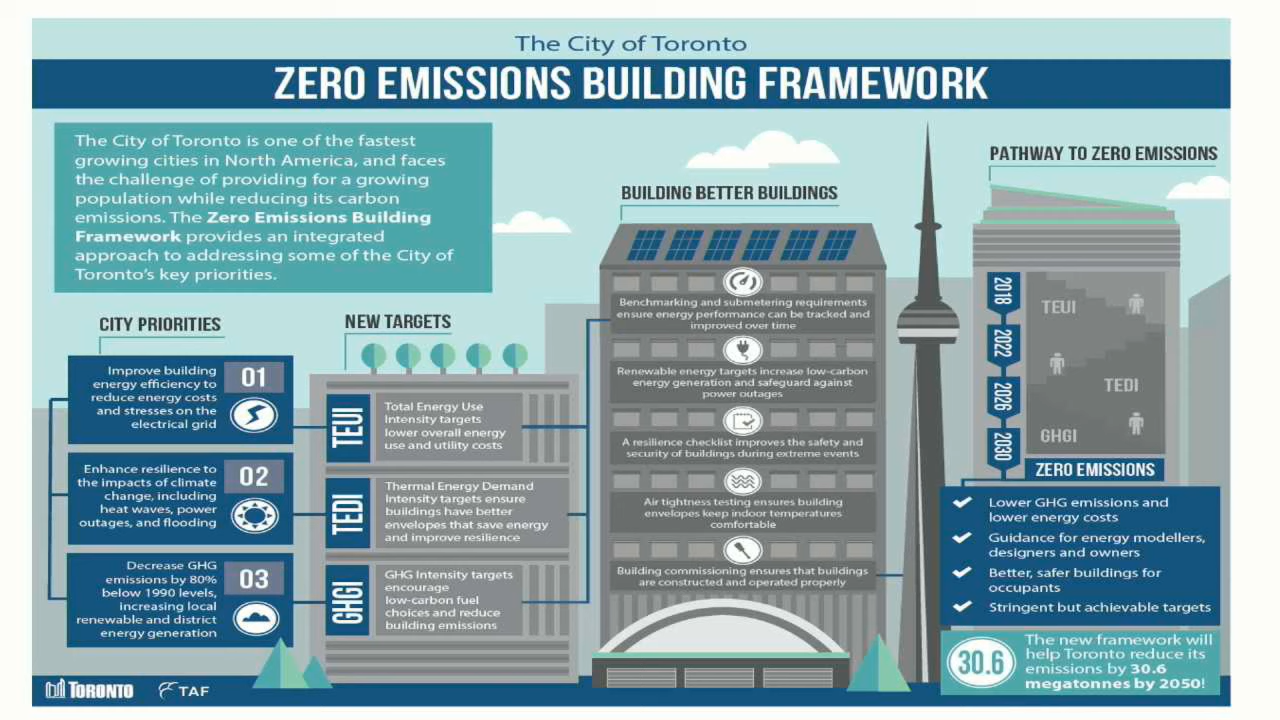 The City of Toronto
ZERO EMISSIONS BUILDING FRAMEWORK
The City of Toronto is one of the fastest
growing cities in North America, and faces
the challenge of providing for a growing
population while reducing its carbon
emissions. The Zero Emissions Building
Framework provides an integrated
approach to addressing some of the City of
Toronto's key priorities.
CITY PRIORITIES
Improve building
energy efficiency to
reduce energy costs
and stresses on the
electrical grid
01
Enhance resilience to
the impacts of climate
change, including
heat waves, power
outages, and flooding
02
Decrease GHG
emissions by 80%
below 1990 levels,
increasing local
renewable and district
energy generation
03
NEW TARGETS
TEUI
Total Energy Use
Intensity targets
lower overall energy
use and utility costs
TEDI
Thermal Energy Demand
Intensity targets ensure
buildings have better
envelopes that save energy
and improve resilience
GHGI
GHG Intensity targets
encourage
low-carbon fuel
choices and reduce
building emissions
BUILDING BETTER BUILDINGS
Benchmarking and submetering requirements
ensure energy performance can be tracked and
improved over time
Renewable energy targets increase low-carbon
energy generation and safeguard against
power outages
A resilience checklist improves the safety and
security of buildings during extreme events
Air tightness testing ensures building
envelopes keep indoor temperatures
comfortable
Building commissioning ensures that buildings
are constructed and operated properly
PATHWAY TO ZERO EMISSIONS
2018
2022
2026
2030
TEUI
TEDI
GHGI
ZERO EMISSIONS
Lower GHG emissions and
lower energy costs
Guidance for energy modellers,
designers and owners
Better, safer buildings for
occupants
Stringent but achievable targets
30.6
The new framework will
help Toronto reduce its
emissions by 30.6
megatonnes by 2050!
TORONTO
TAF